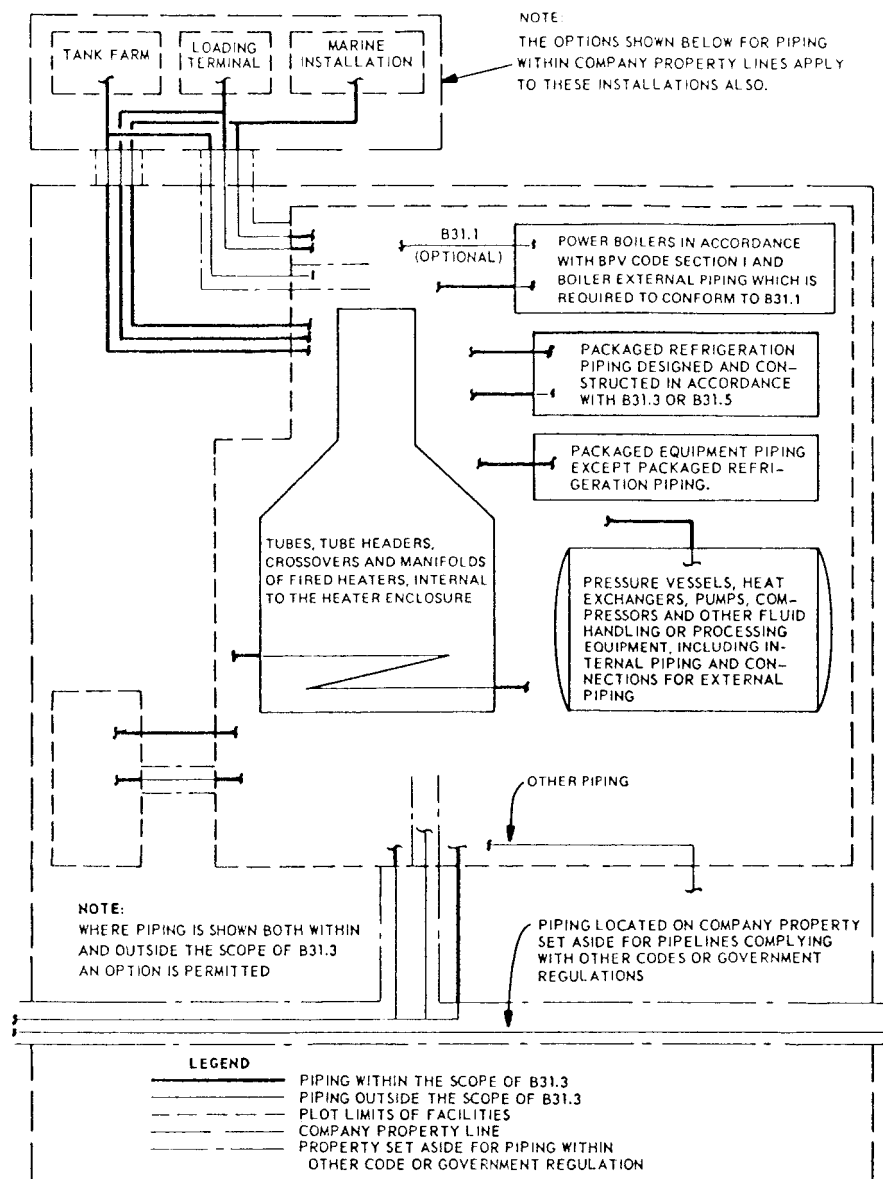 NOTE:
THE OPTIONS SHOWN BELOW FOR PIPING
WITHIN COMPANY PROPERTY LINES APPLY
TO THESE INSTALLATIONS ALSO.
TANK FARM
LOADING
TERMINAL
MARINE
INSTALLATION
B31.1
(OPTIONAL)
POWER BOILERS IN ACCORDANCE
WITH BPV CODE SECTION I AND
BOILER EXTERNAL PIPING WHICH IS
REQUIRED TO CONFORM TO B31.1
PACKAGED REFRIGERATION
PIPING DESIGNED AND CON-
STRUCTED IN ACCORDANCE
WITH B31.3 OR B31.5
PACKAGED EQUIPMENT PIPING
EXCEPT PACKAGED REFRI-
GERATION PIPING.
TUBES, TUBE HEADERS,
CROSSOVERS AND MANIFOLDS
OF FIRED HEATERS, INTERNAL
TO THE HEATER ENCLOSURE
PRESSURE VESSELS, HEAT
EXCHANGERS, PUMPS, COM-
PRESSORS AND OTHER FLUID
HANDLING OR PROCESSING
EQUIPMENT, INCLUDING IN-
TERNAL PIPING AND CON-
NECTIONS FOR EXTERNAL
PIPING
OTHER PIPING
NOTE:
WHERE PIPING IS SHOWN BOTH WITHIN
AND OUTSIDE THE SCOPE OF B31.3
AN OPTION IS PERMITTED
PIPING LOCATED ON COMPANY PROPERTY
SET ASIDE FOR PIPELINES COMPLYING
WITH OTHER CODES OR GOVERNMENT
REGULATIONS
LEGEND
PIPING WITHIN THE SCOPE OF B31.3
PIPING OUTSIDE THE SCOPE OF B31.3
PLOT LIMITS OF FACILITIES
COMPANY PROPERTY LINE
PROPERTY SET ASIDE FOR PIPING WITHIN
OTHER CODE OR GOVERNMENT REGULATION